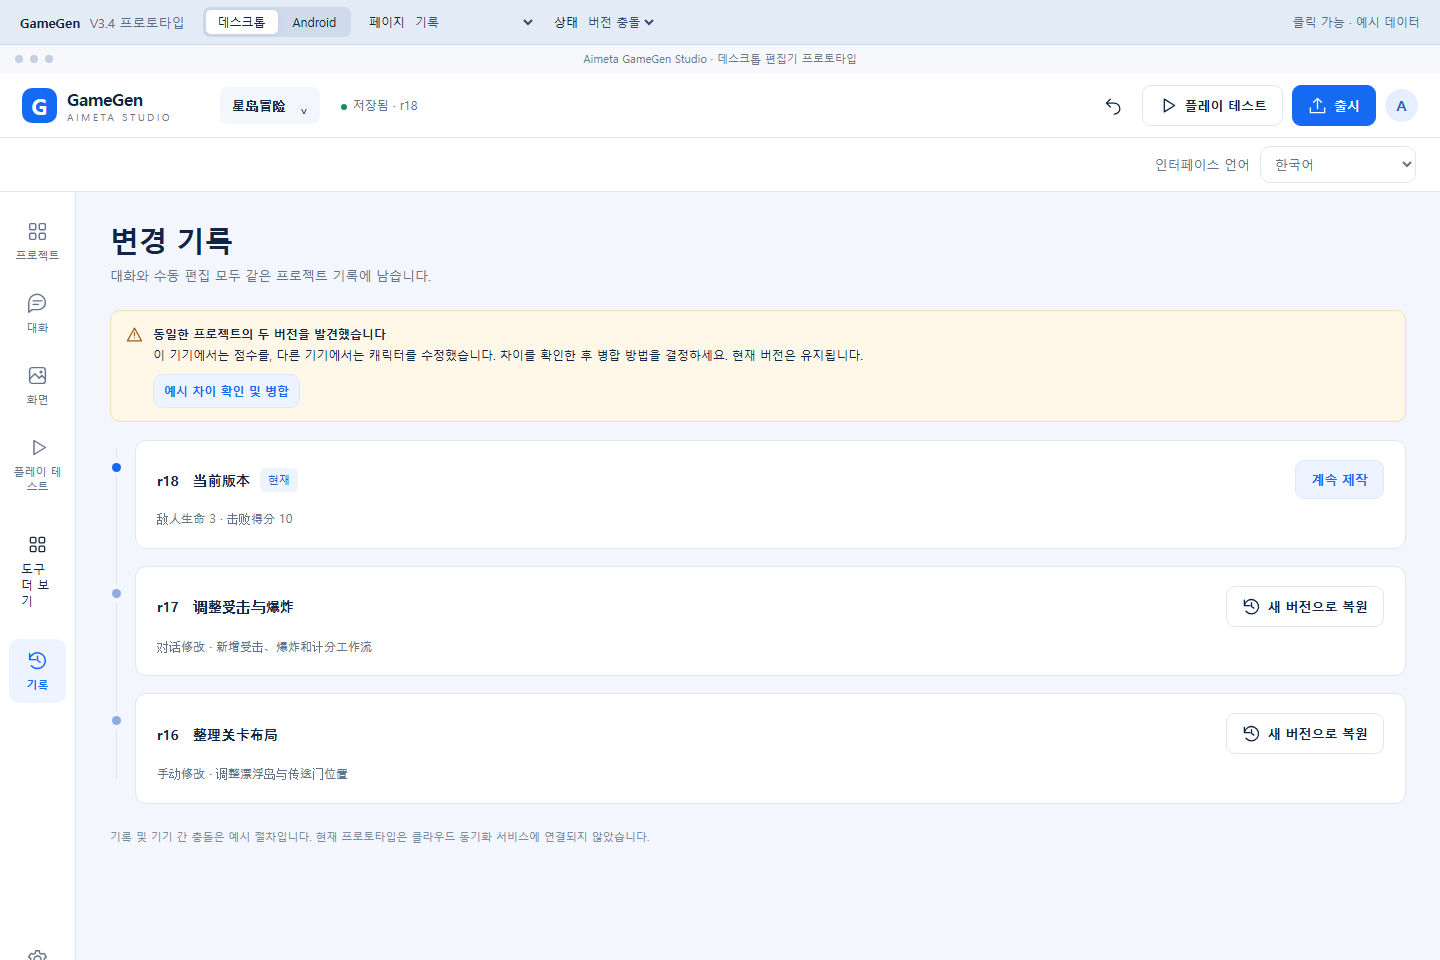 GameGen V3.4 프로토타입 데스크톱 Android 페이지 기록 상태 버전 충돌 클릭 가능 · 예시 데이터
Aimeta GameGen Studio · 데스크톱 편집기 프로토타입
G GameGen
AIMETA STUDIO
星岛冒险
저장됨 · r18
플레이 테스트
출시
A
인터페이스 언어 한국어
프로젝트
대화
화면
플레이 테
스트
도구
더 보
기
기록
변경 기록
대화와 수동 편집 모두 같은 프로젝트 기록에 남습니다.
동일한 프로젝트의 두 버전을 발견했습니다
이 기기에서는 점수를, 다른 기기에서는 캐릭터를 수정했습니다. 차이를 확인한 후 병합 방법을 결정하세요. 현재 버전은 유지됩니다.
예시 차이 확인 및 병합
r18 当前版本 현재
계속 제작
敌人生命 3 · 击败得分 10
r17 调整受击与爆炸
새 버전으로 복원
对话修改 · 新增受击、爆炸和计分工作流
r16 整理关卡布局
새 버전으로 복원
手动修改 · 调整漂浮岛与传送门位置
기록 및 기기 간 충돌은 예시 절차입니다. 현재 프로토타입은 클라우드 동기화 서비스에 연결되지 않았습니다.